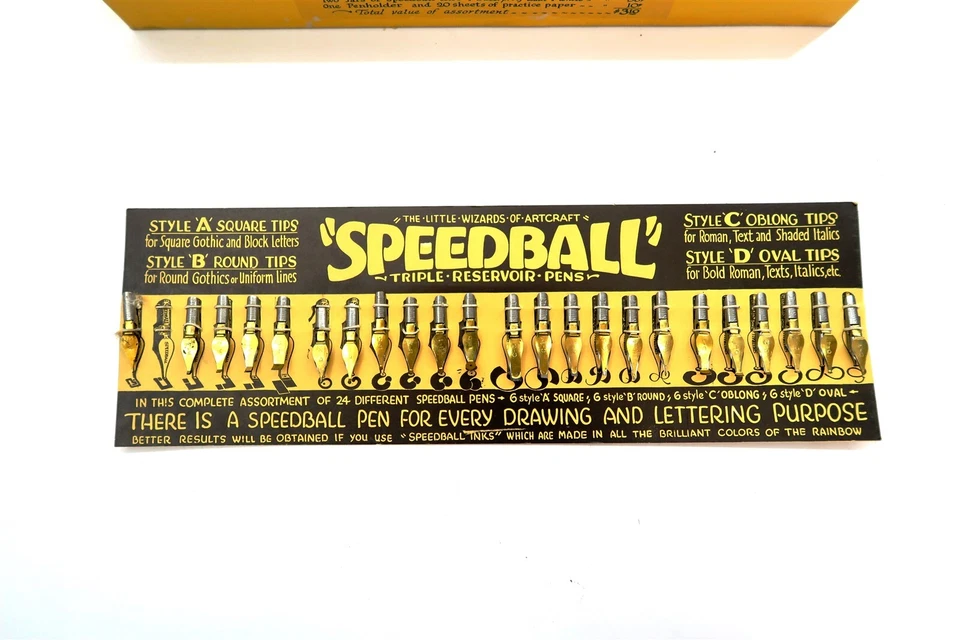 One Penholder and 20 sheets of practice paper - - 10¢
Total value of assortment
STYLE 'A' SQUARE TIPS
for Square Gothic and Block Letters
STYLE 'B' ROUND TIPS
for Round Gothics or Uniform lines
"THE·LITTLE·WIZARDS·OF·ARTCRAFT"
"SPEEDBALL"
~TRIPLE·RESERVOIR·PENS~
STYLE 'C' OBLONG TIPS
for Roman, Text and Shaded Italics
STYLE 'D' OVAL TIPS
for Bold Roman, Texts, Italics, etc.
IN THIS COMPLETE ASSORTMENT OF 24 DIFFERENT SPEEDBALL PENS - 6 style 'A' SQUARE, 6 style 'B' ROUND, 6 style 'C' OBLONG, 6 style 'D' OVAL -
THERE IS A SPEEDBALL PEN FOR EVERY DRAWING AND LETTERING PURPOSE
BETTER RESULTS WILL BE OBTAINED IF YOU USE "SPEEDBALL INKS" WHICH ARE MADE IN ALL THE BRILLIANT COLORS OF THE RAINBOW